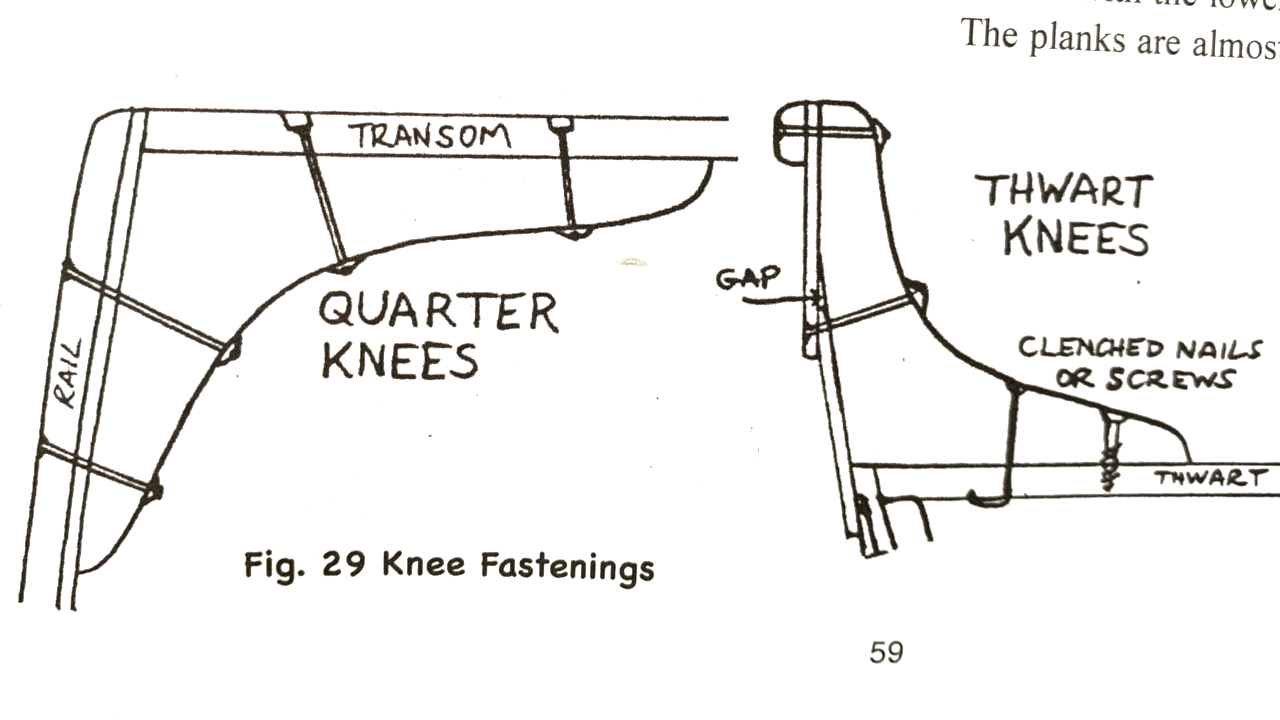 The planks are almost
TRANSOM
THWART
KNEES
GAP
QUARTER
KNEES
RAIL
CLENCHED NAILS
OR SCREWS
THWART
Fig. 29 Knee Fastenings
59